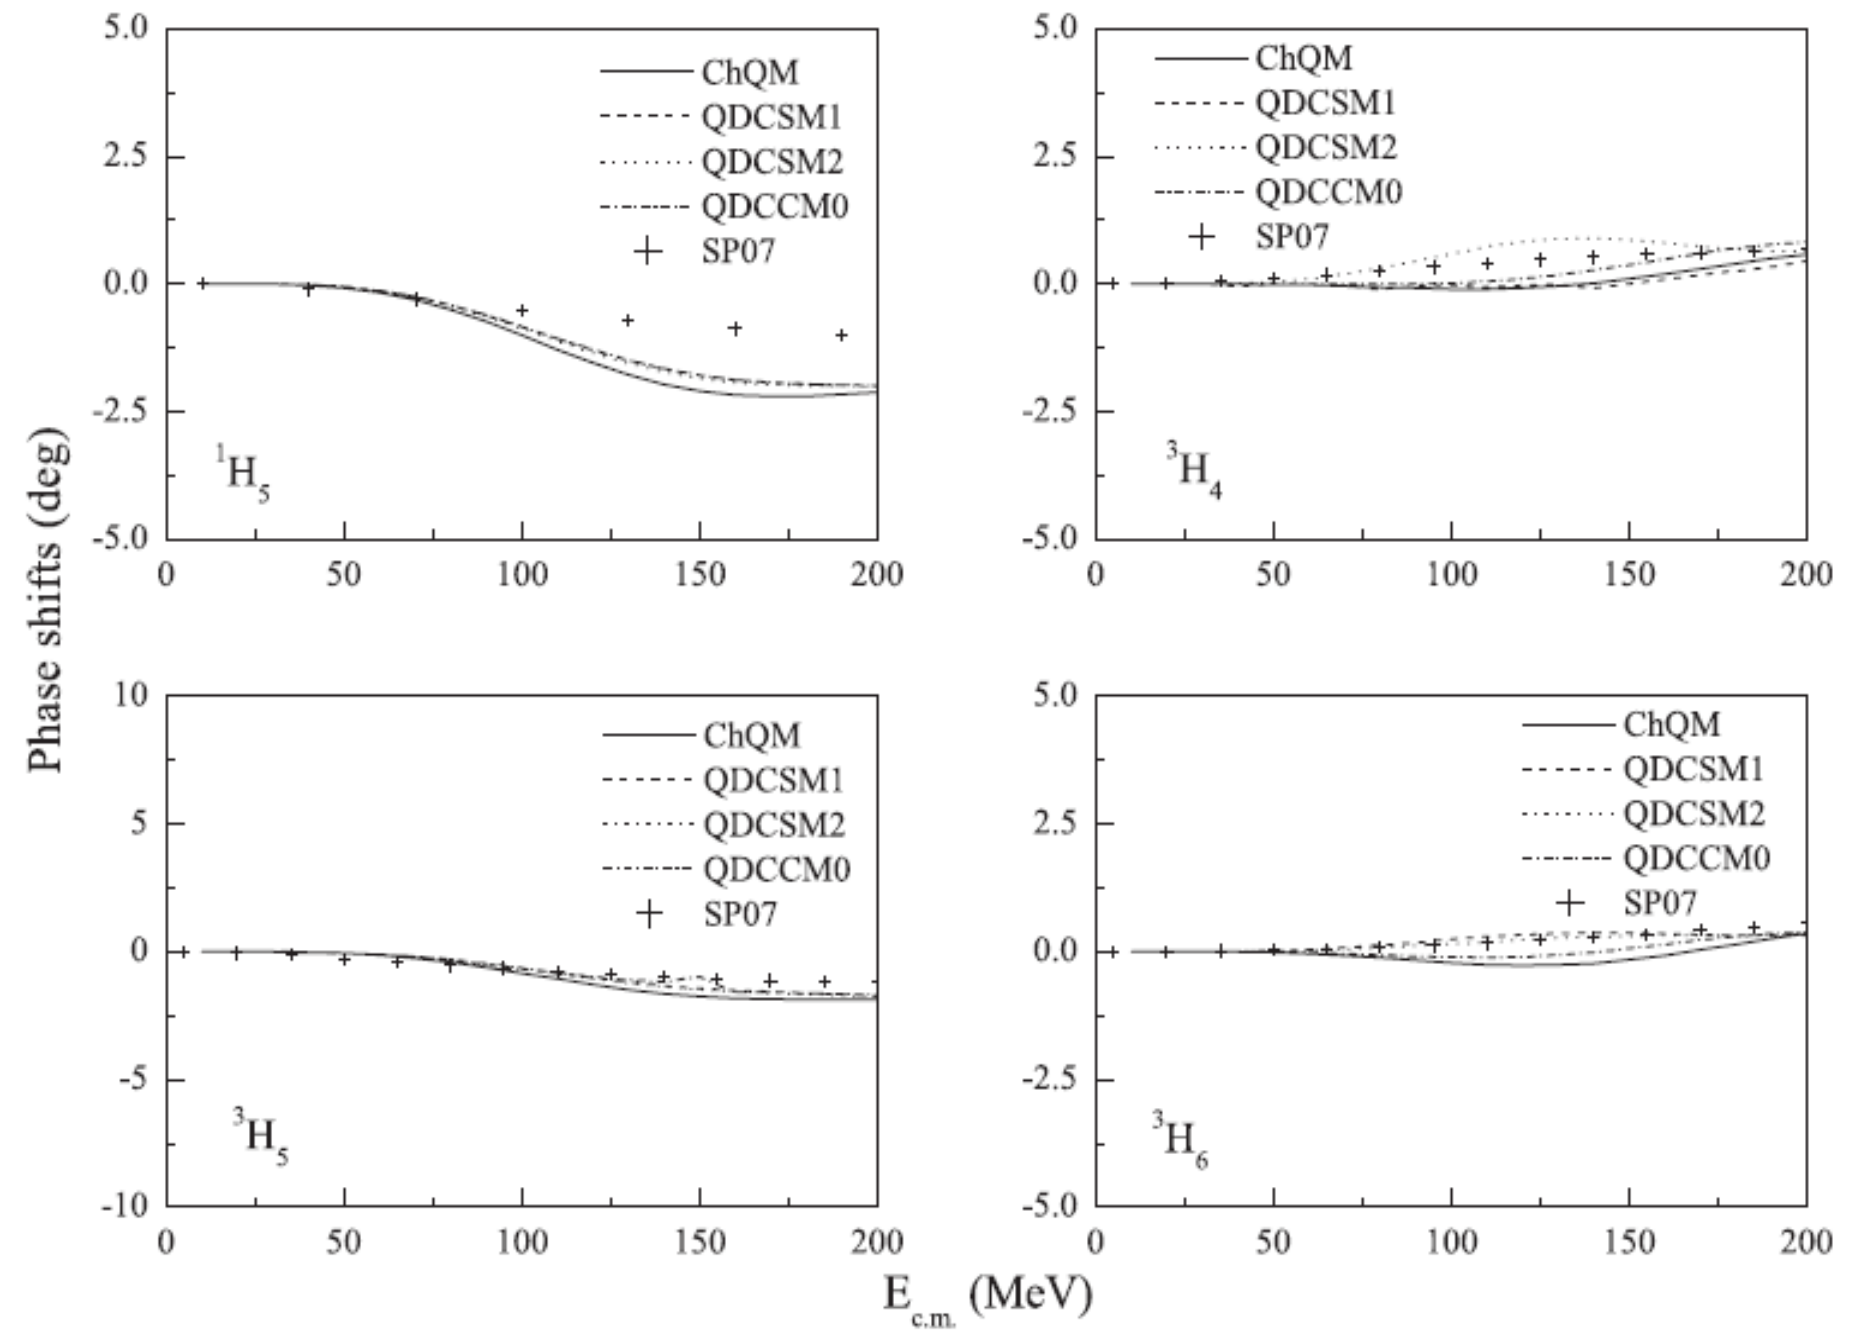 Phase shifts (deg)
5.0
2.5
0.0
-2.5
-5.0
0 50 100 150 200
ChQM
QDCSM1
QDCSM2
QDCCM0
SP07
¹H₅
5.0
2.5
0.0
-2.5
-5.0
0 50 100 150 200
ChQM
QDCSM1
QDCSM2
QDCCM0
SP07
³H₄
10
5
0
-5
-10
0 50 100 150 200
ChQM
QDCSM1
QDCSM2
QDCCM0
SP07
³H₅
5.0
2.5
0.0
-2.5
-5.0
0 50 100 150 200
ChQM
QDCSM1
QDCSM2
QDCCM0
SP07
³H₆
E c.m. (MeV)